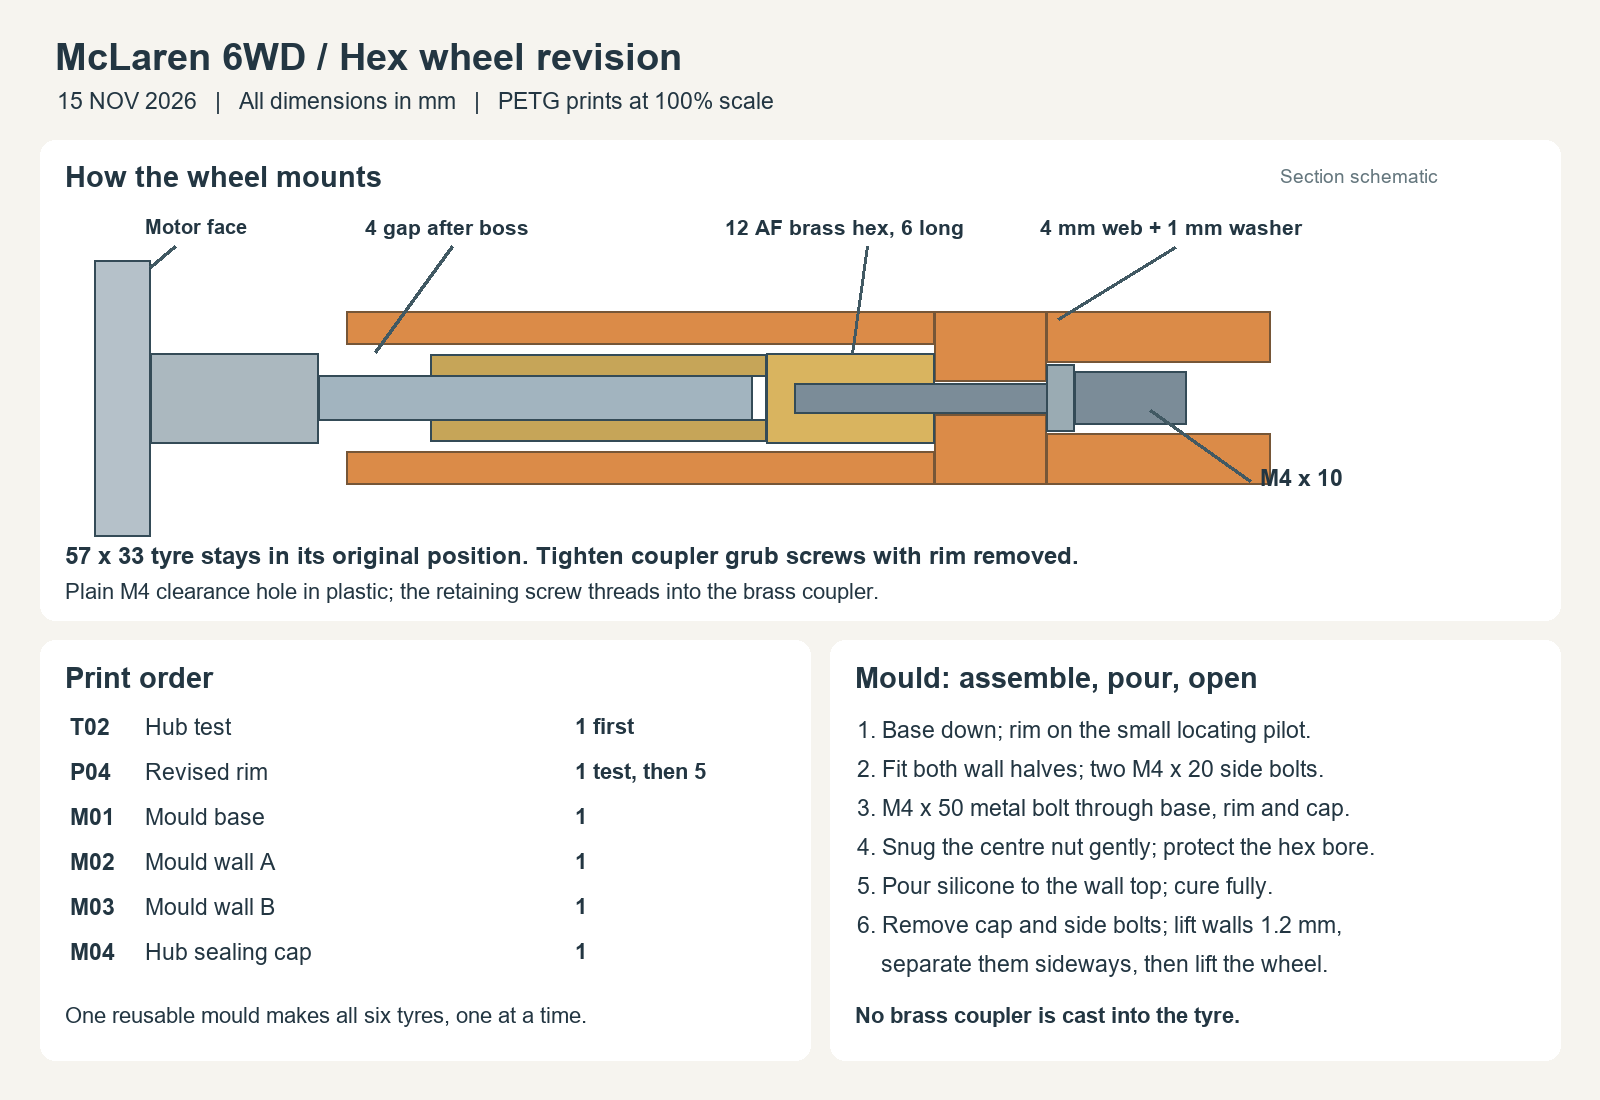 McLaren 6WD / Hex wheel revision
15 NOV 2026 | All dimensions in mm | PETG prints at 100% scale
How the wheel mounts
Section schematic
Motor face
4 gap after boss
12 AF brass hex, 6 long
4 mm web + 1 mm washer
M4 x 10
57 x 33 tyre stays in its original position. Tighten coupler grub screws with rim removed.
Plain M4 clearance hole in plastic; the retaining screw threads into the brass coupler.
Print order
T02 Hub test 1 first
P04 Revised rim 1 test, then 5
M01 Mould base 1
M02 Mould wall A 1
M03 Mould wall B 1
M04 Hub sealing cap 1
One reusable mould makes all six tyres, one at a time.
Mould: assemble, pour, open
1. Base down; rim on the small locating pilot.
2. Fit both wall halves; two M4 x 20 side bolts.
3. M4 x 50 metal bolt through base, rim and cap.
4. Snug the centre nut gently; protect the hex bore.
5. Pour silicone to the wall top; cure fully.
6. Remove cap and side bolts; lift walls 1.2 mm,
separate them sideways, then lift the wheel.
No brass coupler is cast into the tyre.